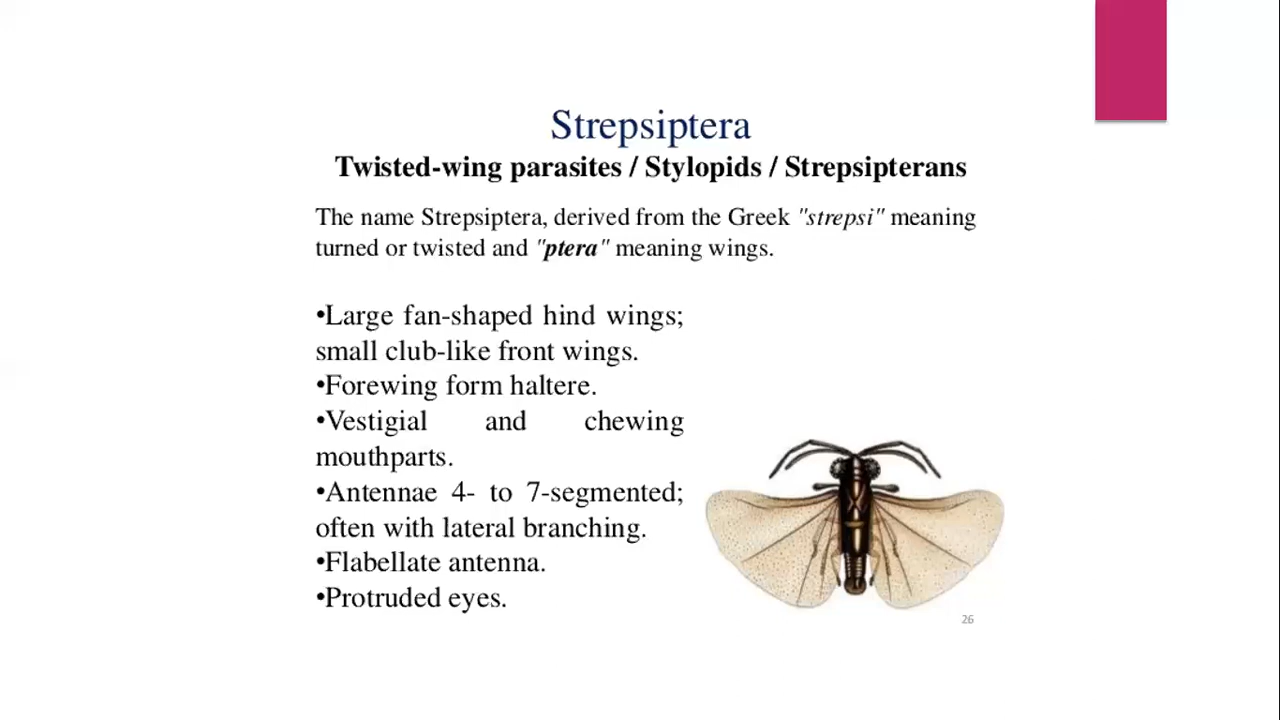 Strepsiptera
Twisted-wing parasites / Stylopids / Strepsipterans
The name Strepsiptera, derived from the Greek "strepsi" meaning
turned or twisted and "ptera" meaning wings.
•Large fan-shaped hind wings;
small club-like front wings.
•Forewing form haltere.
•Vestigial and chewing
mouthparts.
•Antennae 4- to 7-segmented;
often with lateral branching.
•Flabellate antenna.
•Protruded eyes.
26